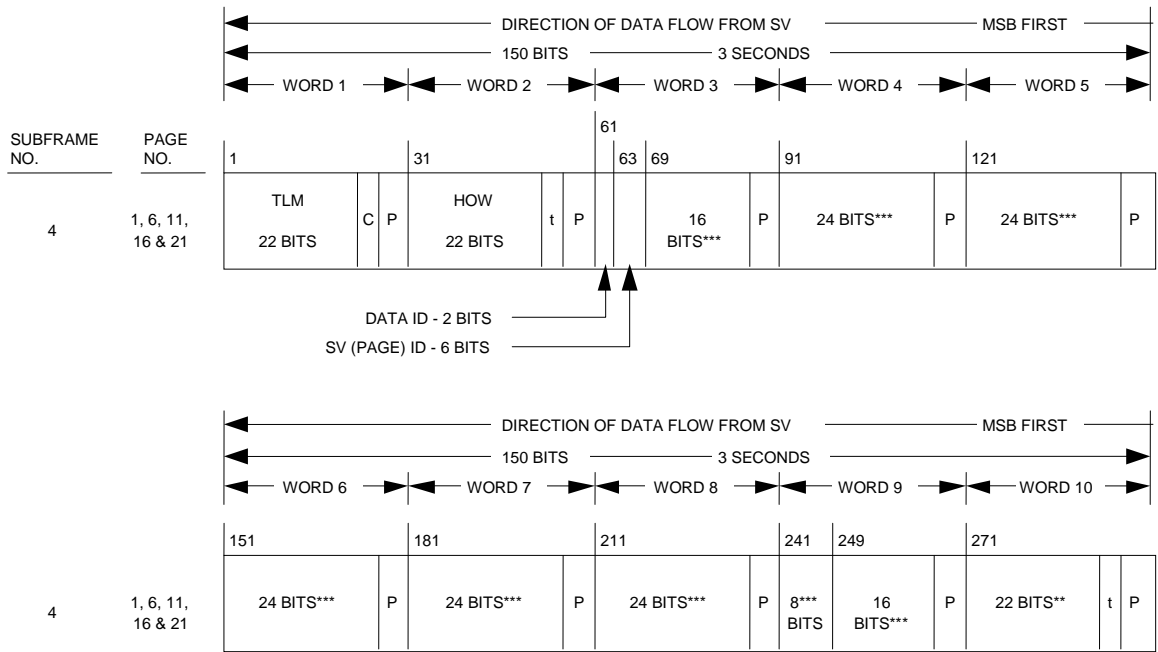 DIRECTION OF DATA FLOW FROM SV MSB FIRST
150 BITS 3 SECONDS
WORD 1 WORD 2 WORD 3 WORD 4 WORD 5
SUBFRAME NO.
PAGE NO.
1 31 61 63 69 91 121
4
1, 6, 11,
16 & 21
TLM
22 BITS
C P
HOW
22 BITS
t P
16
BITS***
P
24 BITS***
P
24 BITS***
P
DATA ID - 2 BITS
SV (PAGE) ID - 6 BITS
DIRECTION OF DATA FLOW FROM SV MSB FIRST
150 BITS 3 SECONDS
WORD 6 WORD 7 WORD 8 WORD 9 WORD 10
151 181 211 241 249 271
4
1, 6, 11,
16 & 21
24 BITS***
P
24 BITS***
P
24 BITS***
P
8***
BITS
16
BITS***
P
22 BITS**
t P